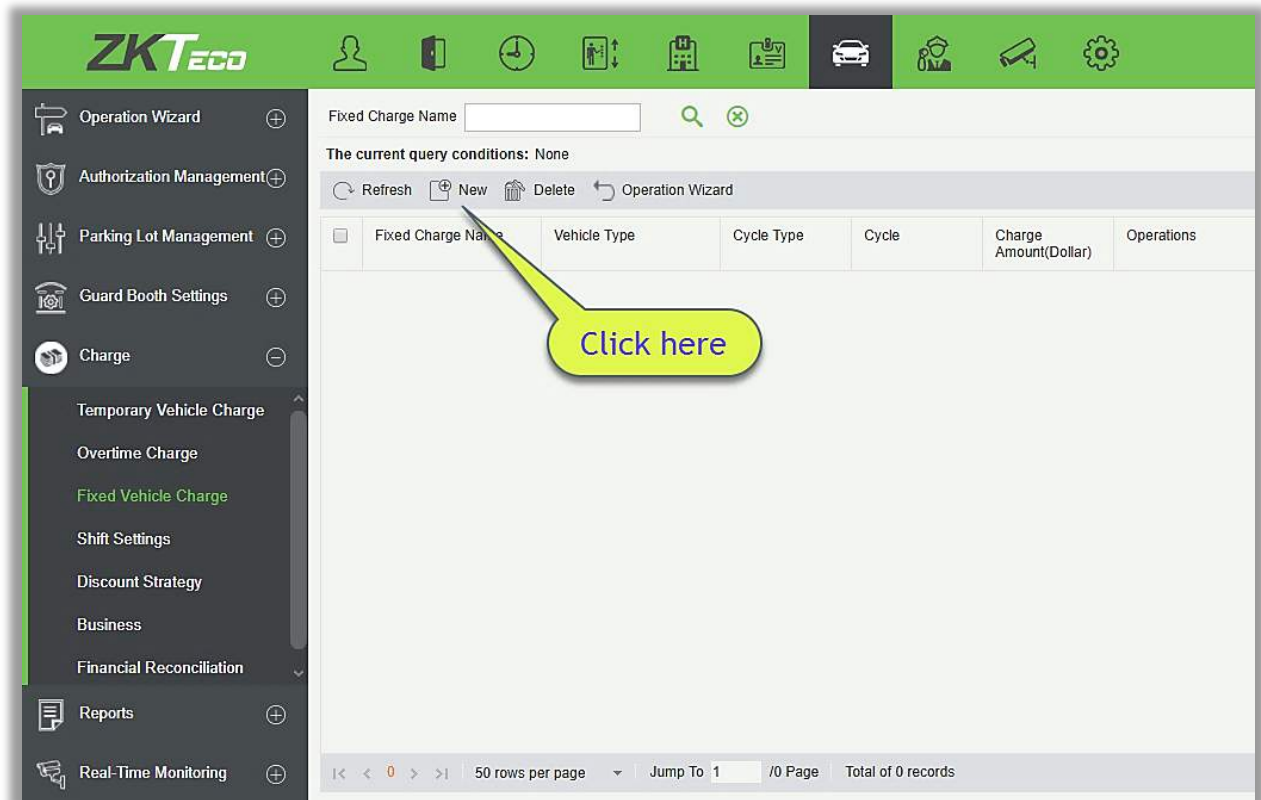 ZKTECO
Operation Wizard
Authorization Management
Parking Lot Management
Guard Booth Settings
Charge
Temporary Vehicle Charge
Overtime Charge
Fixed Vehicle Charge
Shift Settings
Discount Strategy
Business
Financial Reconciliation
Reports
Real-Time Monitoring
Fixed Charge Name
The current query conditions: None
Refresh New Delete Operation Wizard
Fixed Charge Name Vehicle Type Cycle Type Cycle Charge Amount(Dollar) Operations
Click here
|< < 0 > >| 50 rows per page Jump To 1 /0 Page Total of 0 records